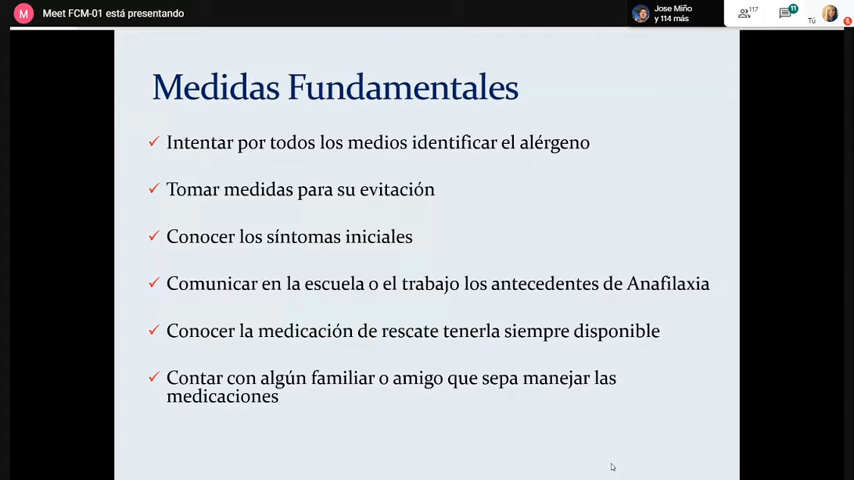 M Meet FCM-01 está presentando
Jose Miño
y 114 más
117
11
Tú
Medidas Fundamentales
✓ Intentar por todos los medios identificar el alérgeno
✓ Tomar medidas para su evitación
✓ Conocer los síntomas iniciales
✓ Comunicar en la escuela o el trabajo los antecedentes de Anafilaxia
✓ Conocer la medicación de rescate tenerla siempre disponible
✓ Contar con algún familiar o amigo que sepa manejar las
medicaciones